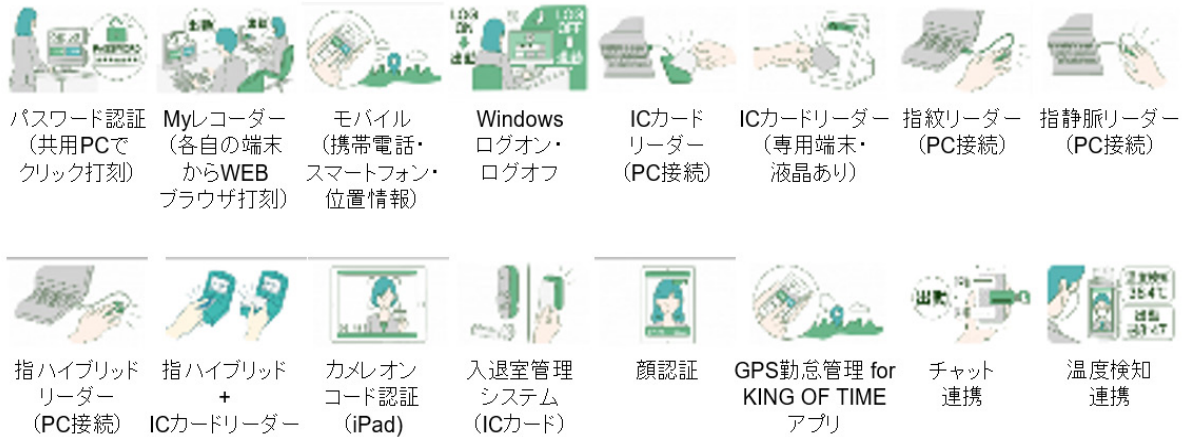 LOG ON
LOG OFF
出勤
パスワード認証
（共用PCで
クリック打刻）
Myレコーダー
（各自の端末
からWEB
ブラウザ打刻）
モバイル
（携帯電話・
スマートフォン・
位置情報）
Windows
ログオン・
ログオフ
ICカード
リーダー
（PC接続）
ICカードリーダー
（専用端末・
液晶あり）
指紋リーダー
（PC接続）
指静脈リーダー
（PC接続）
出勤
指ハイブリッド
リーダー
（PC接続）
指ハイブリッド
+
ICカードリーダー
カメレオン
コード認証
（iPad)
入退室管理
システム
（ICカード）
顔認証
GPS勤怠管理 for
KING OF TIME
アプリ
チャット
連携
温度検知
連携